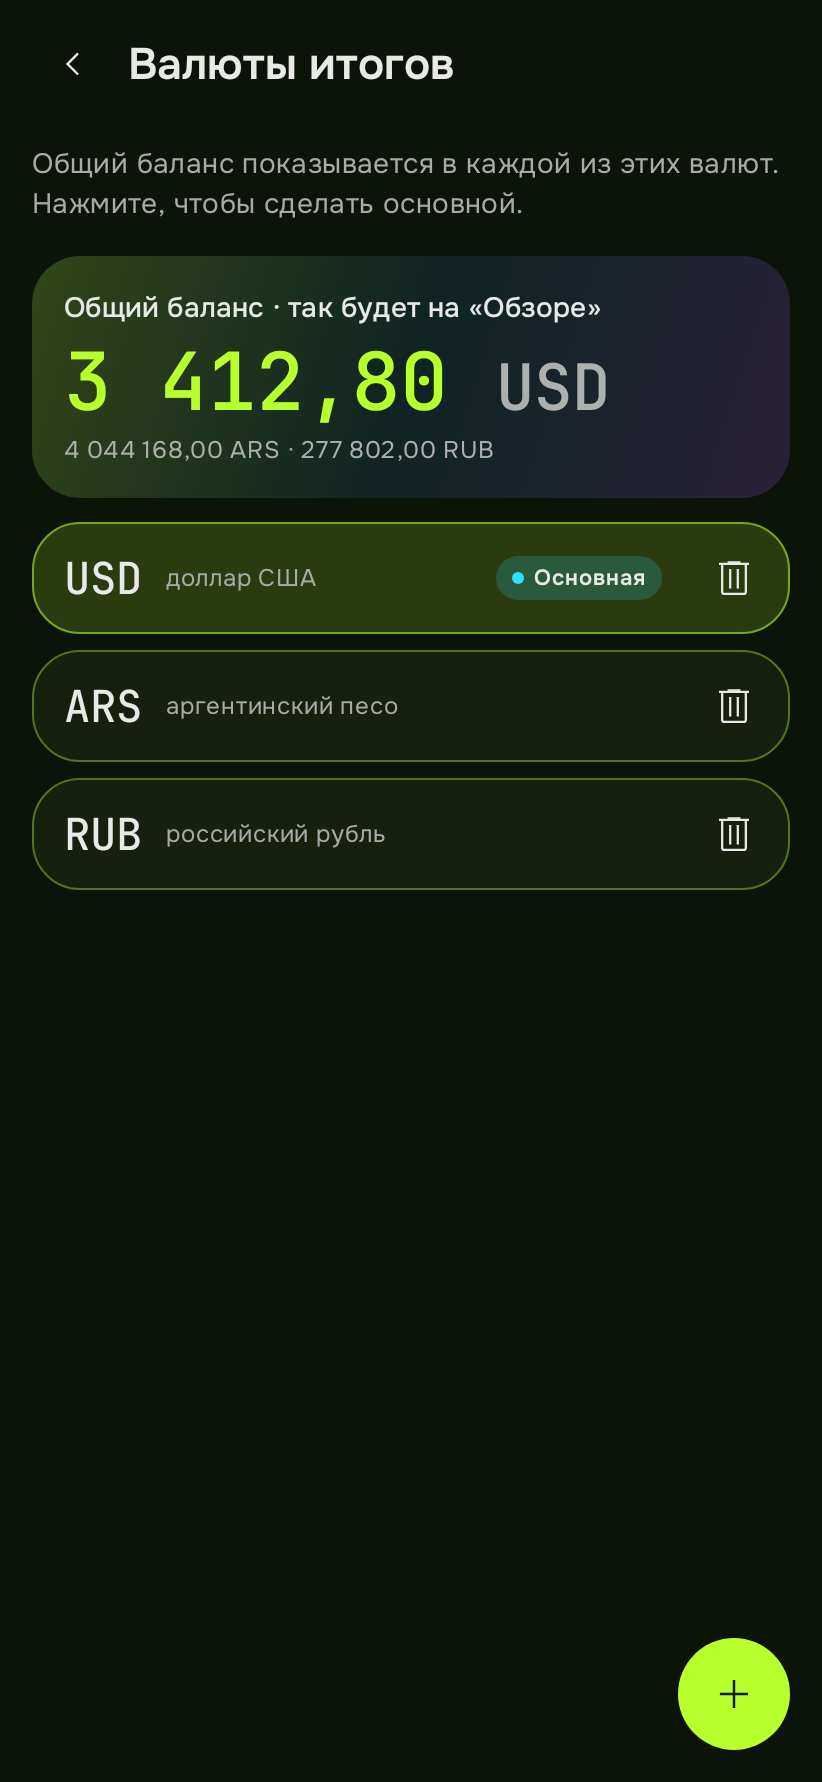 Валюты итогов
Общий баланс показывается в каждой из этих валют.
Нажмите, чтобы сделать основной.
Общий баланс · так будет на «Обзоре»
3 412,80 USD
4 044 168,00 ARS · 277 802,00 RUB
USD доллар США Основная
ARS аргентинский песо
RUB российский рубль